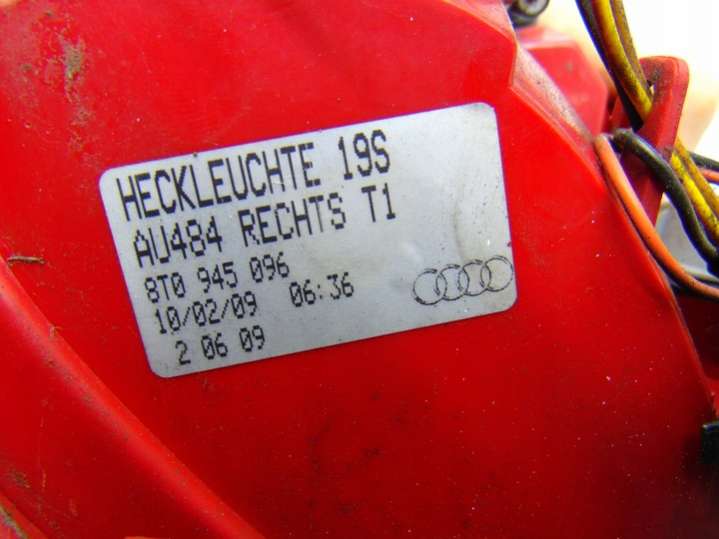 HECKLEUCHTE 19S
AU484 RECHTS T1
8T0 945 096
10/02/09 06:36
2 06 09